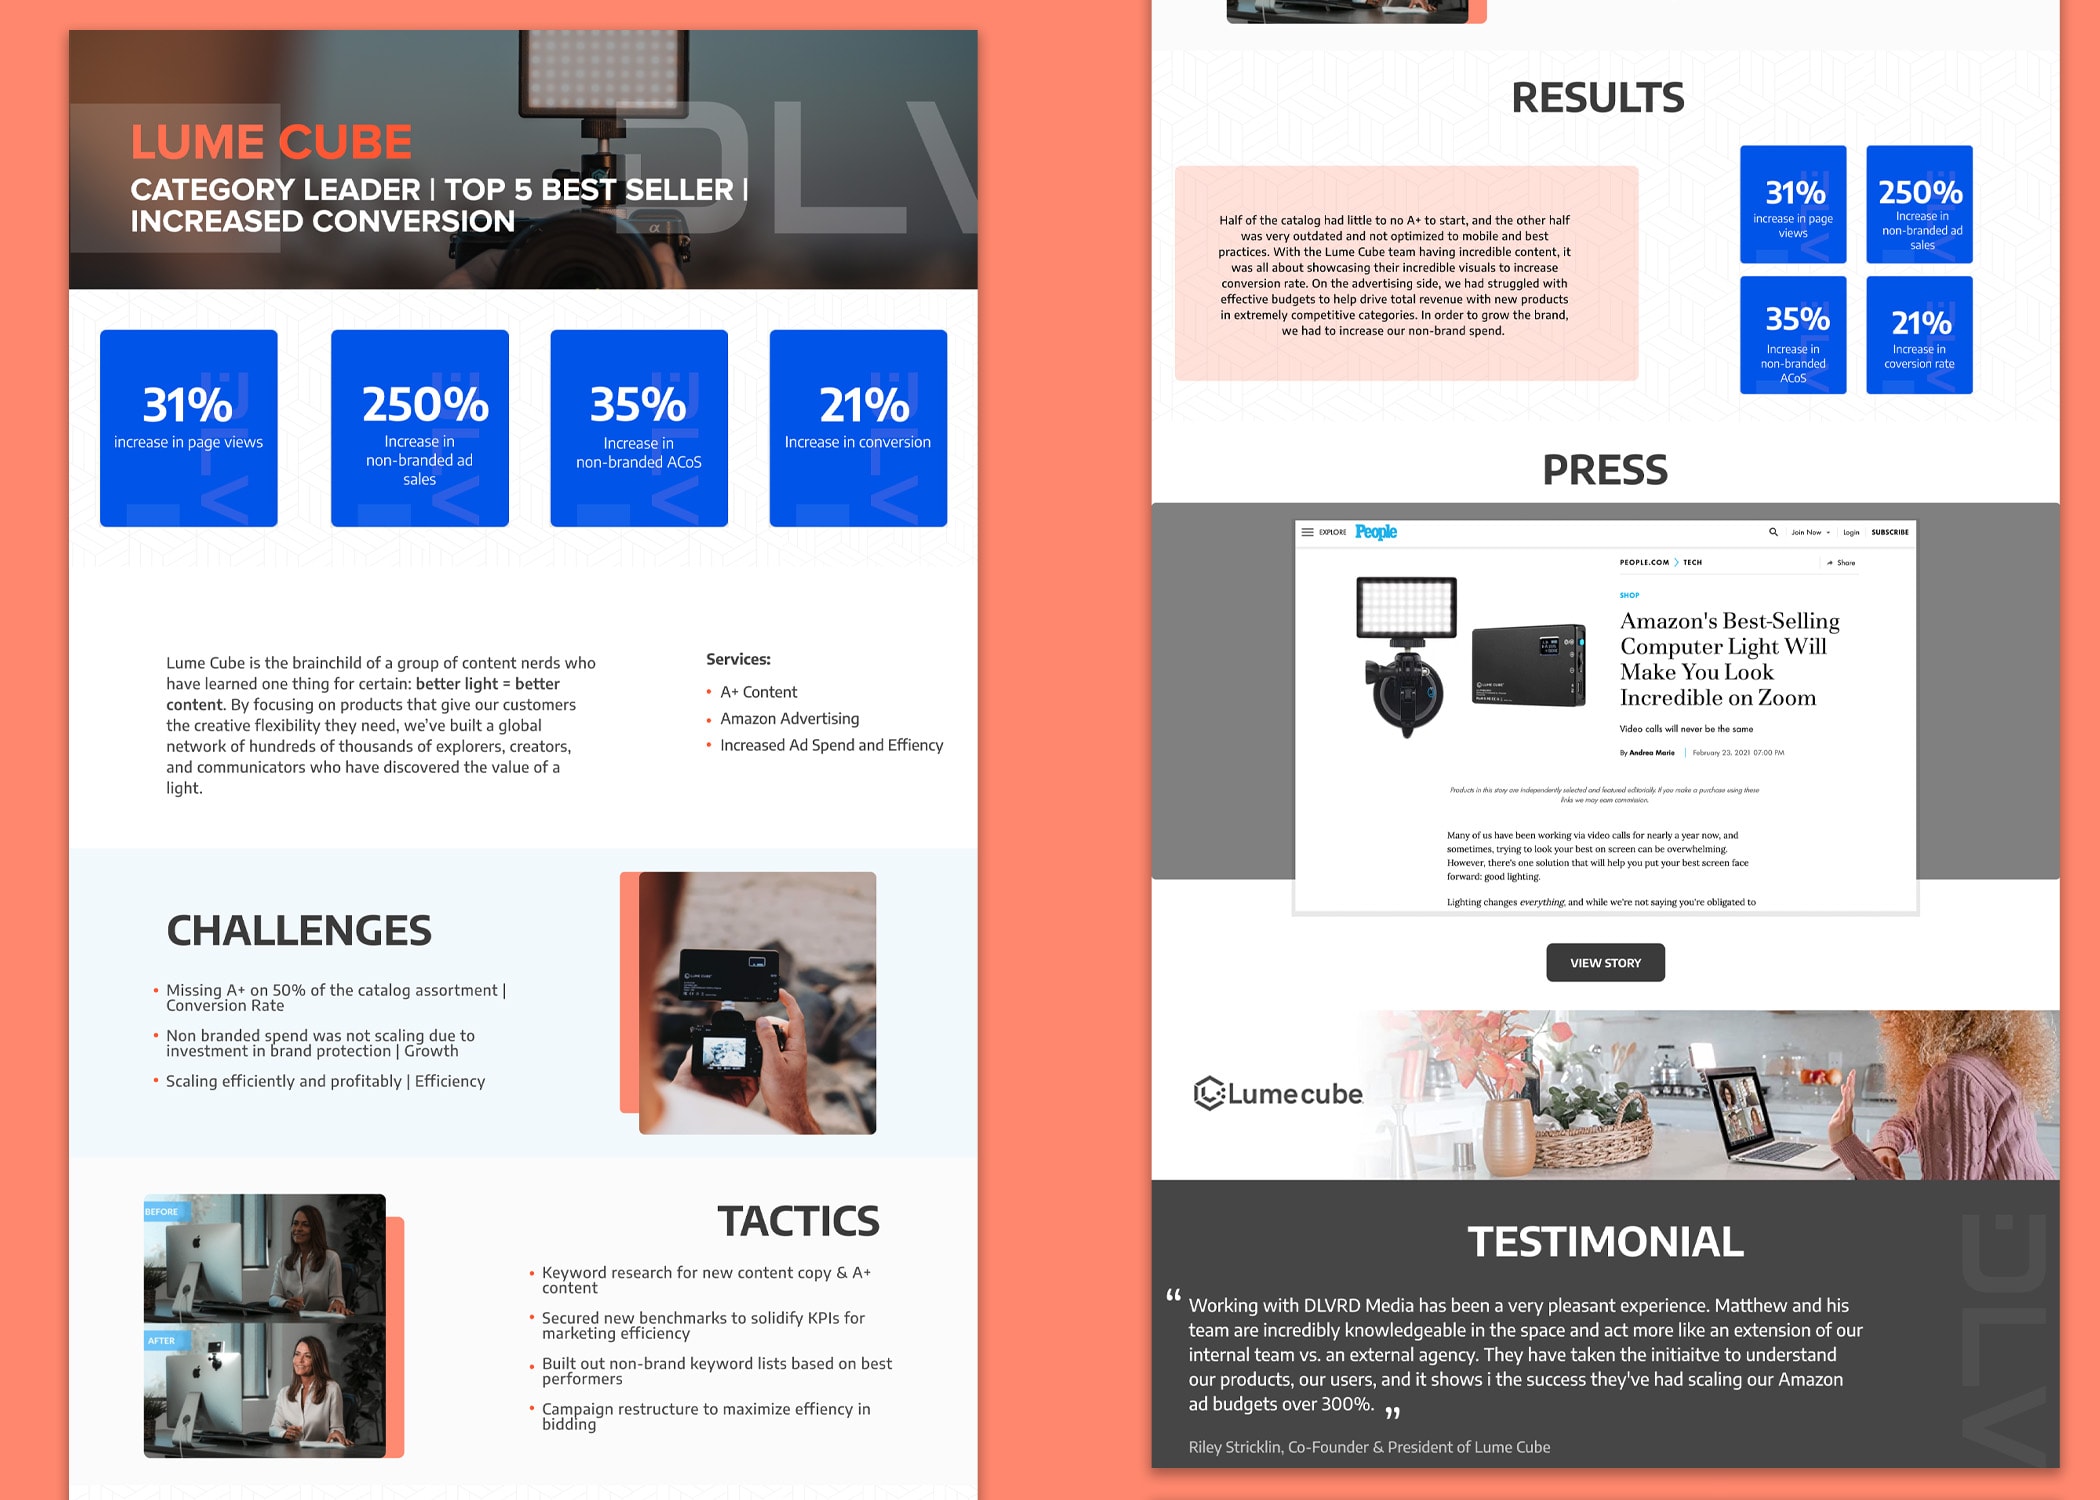 LUME CUBE
CATEGORY LEADER | TOP 5 BEST SELLER |
INCREASED CONVERSION
DLV
31%
increase in page views
250%
Increase in
non-branded ad
sales
35%
Increase in
non-branded ACoS
21%
Increase in conversion
Lume Cube is the brainchild of a group of content nerds who
have learned one thing for certain: better light = better
content. By focusing on products that give our customers
the creative flexibility they need, we've built a global
network of hundreds of thousands of explorers, creators,
and communicators who have discovered the value of a
light.
Services:
• A+ Content
• Amazon Advertising
• Increased Ad Spend and Effiency
CHALLENGES
• Missing A+ on 50% of the catalog assortment |
Conversion Rate
• Non branded spend was not scaling due to
investment in brand protection | Growth
• Scaling efficiently and profitably | Efficiency
LUME CUBE
BEFORE
AFTER
TACTICS
• Keyword research for new content copy & A+
content
• Secured new benchmarks to solidify KPIs for
marketing efficiency
• Built out non-brand keyword lists based on best
performers
• Campaign restructure to maximize effiency in
bidding
RESULTS
Half of the catalog had little to no A+ to start, and the other half
was very outdated and not optimized to mobile and best
practices. With the Lume Cube team having incredible content, it
was all about showcasing their incredible visuals to increase
conversion rate. On the advertising side, we had struggled with
effective budgets to help drive total revenue with new products
in extremely competitive categories. In order to grow the brand,
we had to increase our non-brand spend.
31%
increase in page
views
250%
Increase in
non-branded ad
sales
35%
Increase in
non-branded
ACoS
21%
Increase in
coversion rate
PRESS
EXPLORE People Join Now Login SUBSCRIBE
PEOPLE.COM > TECH Share
SHOP
Amazon's Best-Selling
Computer Light Will
Make You Look
Incredible on Zoom
Video calls will never be the same
By Andrea Marie | February 23, 2021 07:00 PM
LUME CUBE
Products in this story are independently selected and featured editorially. If you make a purchase using these
links we may earn commission.
Many of us have been working via video calls for nearly a year now, and
sometimes, trying to look your best on screen can be overwhelming.
However, there's one solution that will help you put your best screen face
forward: good lighting.
Lighting changes everything, and while we're not saying you're obligated to
VIEW STORY
Lume cube
TESTIMONIAL
“ Working with DLVRD Media has been a very pleasant experience. Matthew and his
team are incredibly knowledgeable in the space and act more like an extension of our
internal team vs. an external agency. They have taken the initiaitve to understand
our products, our users, and it shows i the success they've had scaling our Amazon
ad budgets over 300%. ”
Riley Stricklin, Co-Founder & President of Lume Cube
DLV